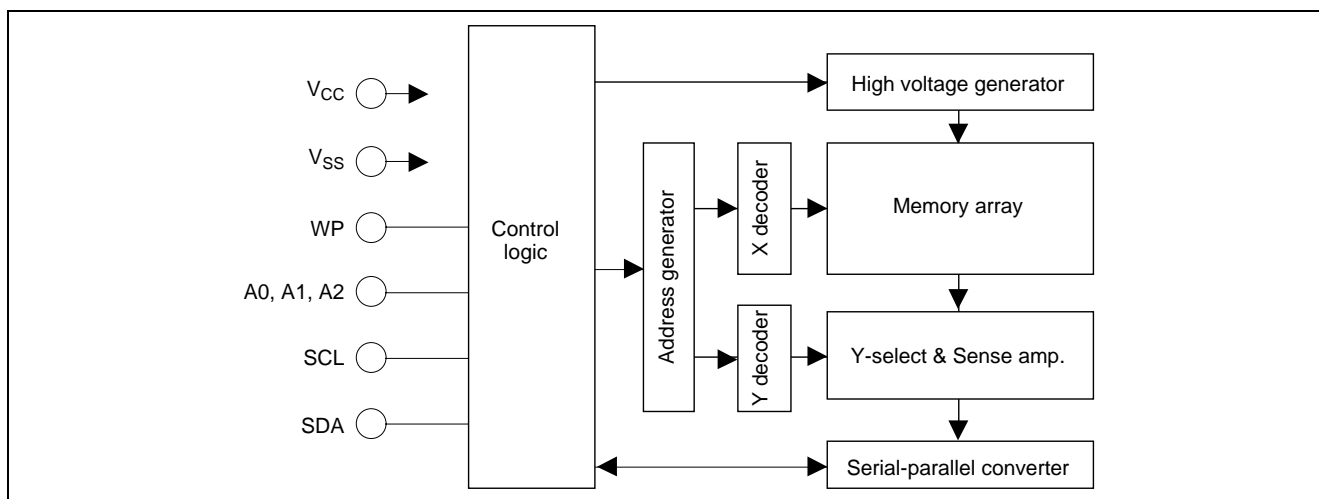 VCC
VSS
WP
A0, A1, A2
SCL
SDA
Control
logic
Address generator
X decoder
Y decoder
High voltage generator
Memory array
Y-select & Sense amp.
Serial-parallel converter